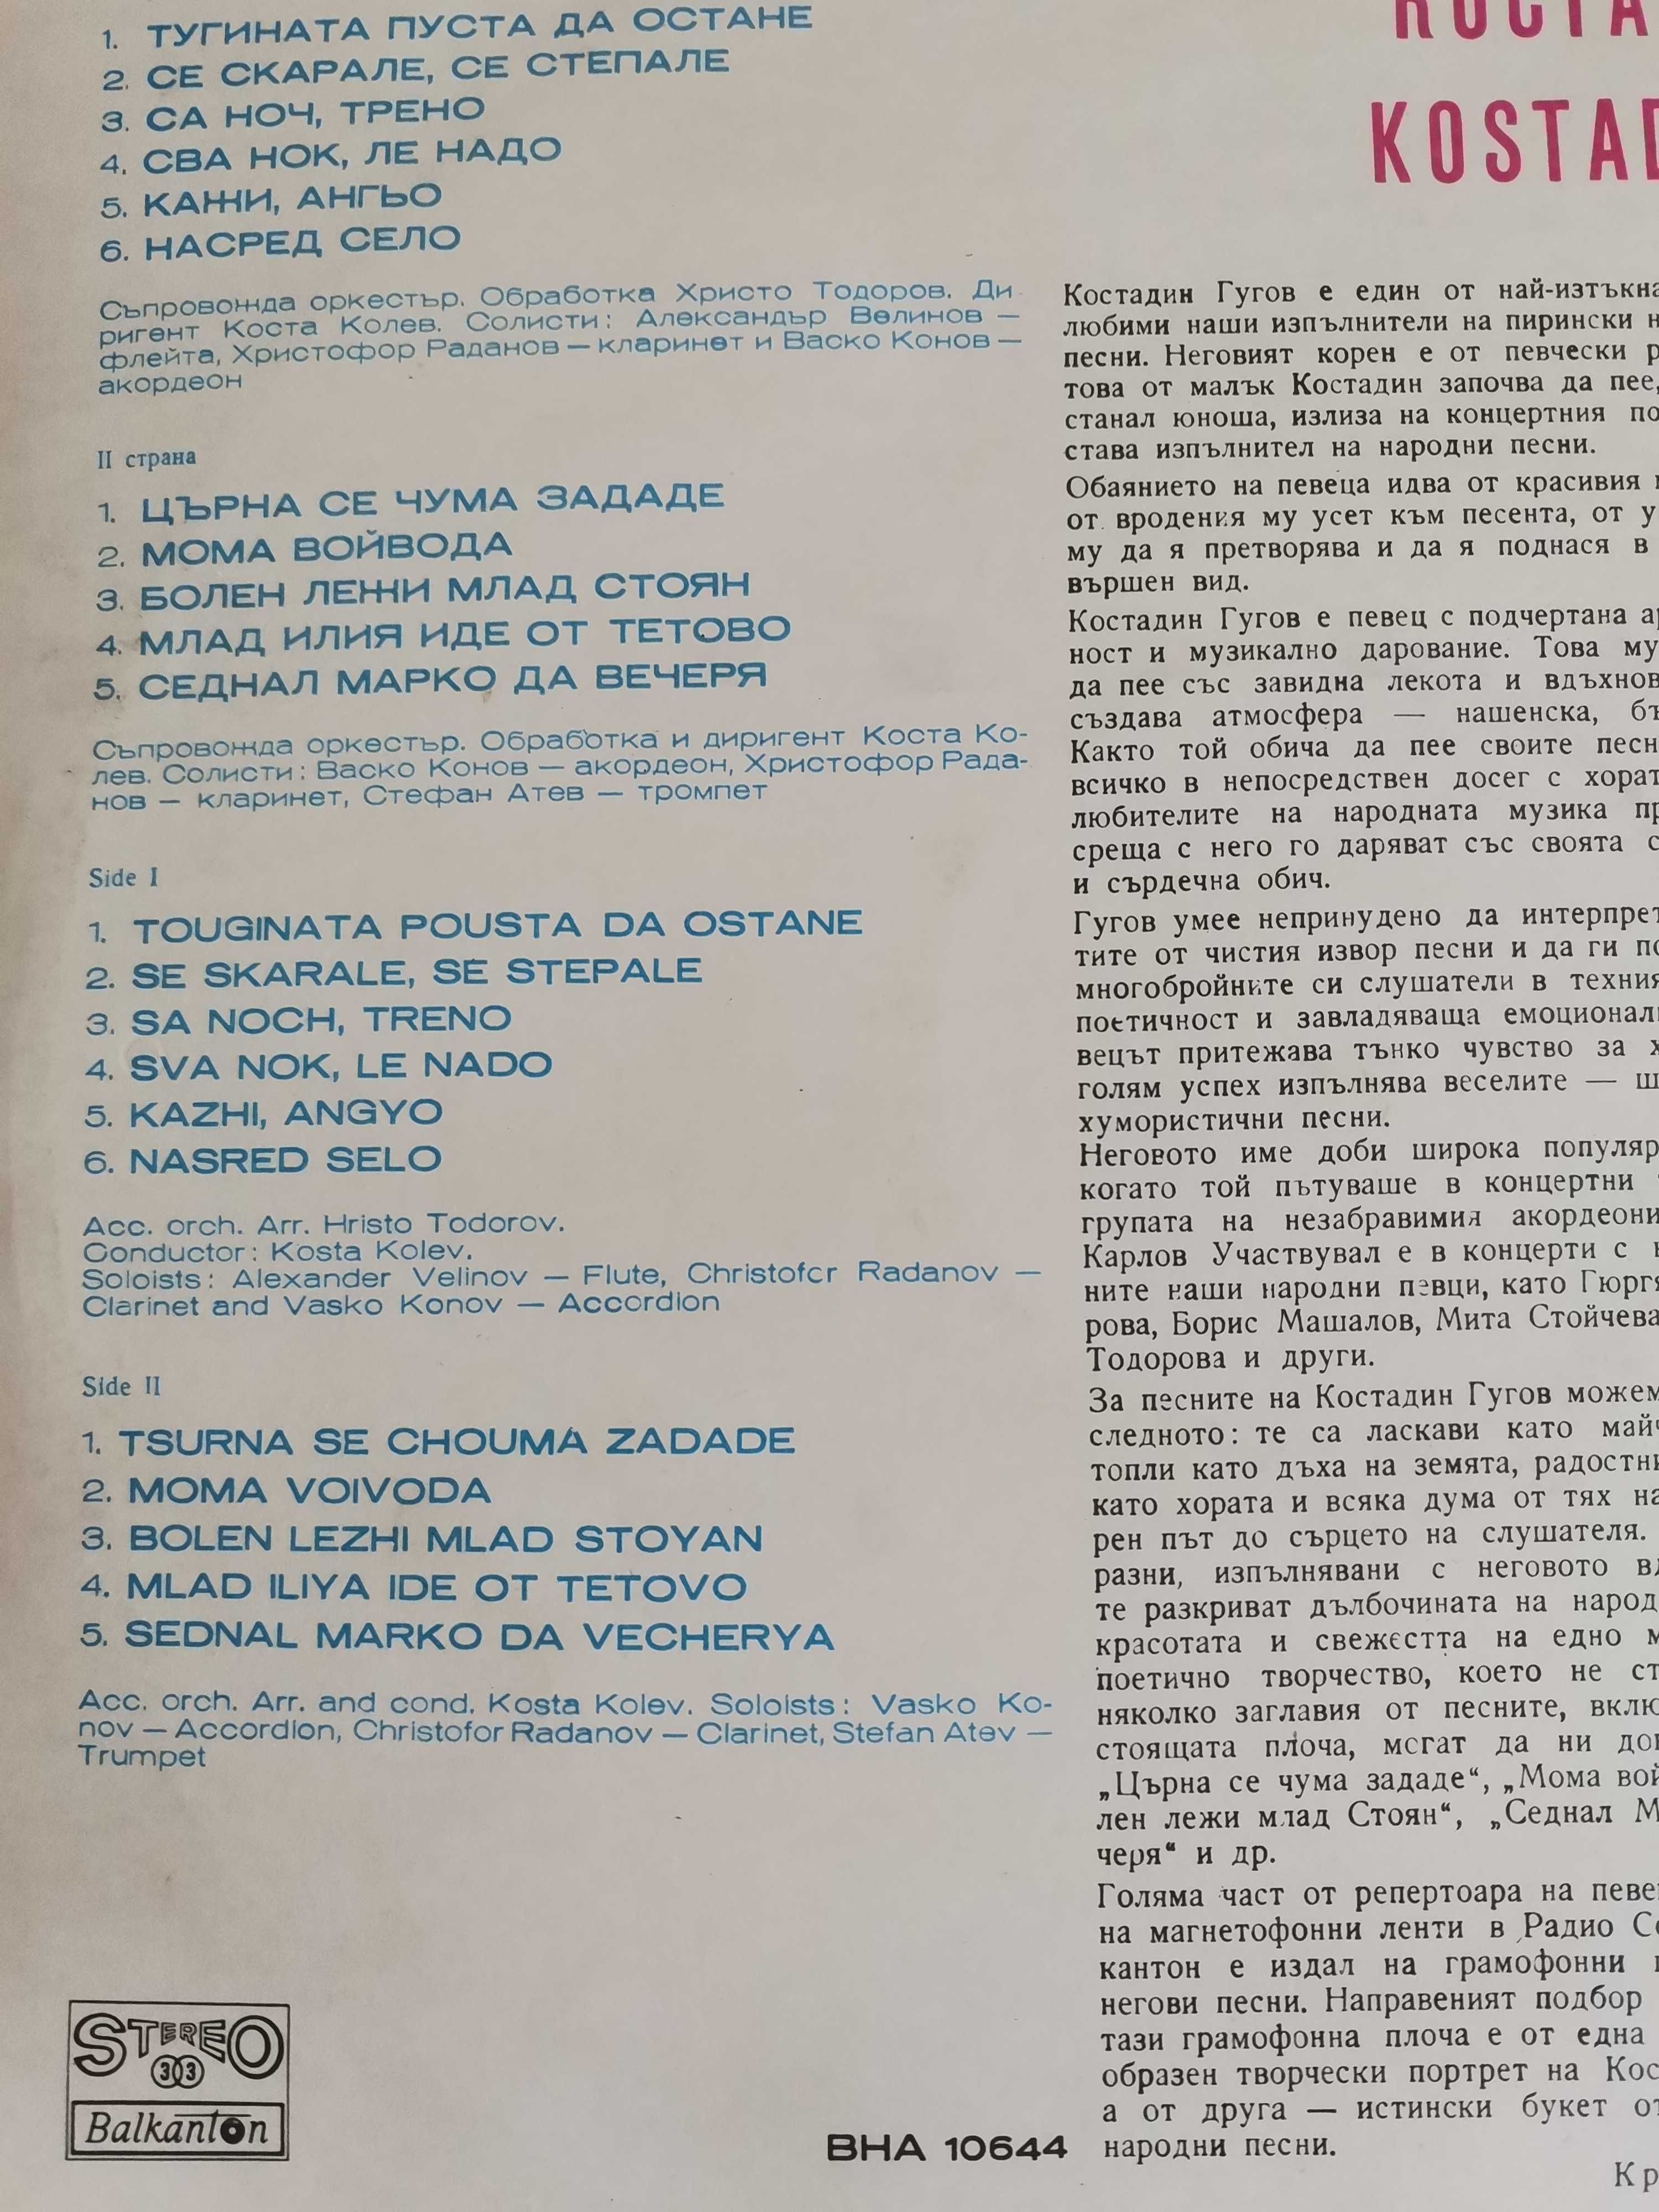 1. ТУГИНАТА ПУСТА ДА ОСТАНЕ
2. СЕ СКАРАЛЕ, СЕ СТЕПАЛЕ
3. СА НОЧ, ТРЕНО
4. СВА НОК, ЛЕ НАДО
5. КАЖИ, АНГЬО
6. НАСРЕД СЕЛО
Съпровожда оркестър. Обработка Христо Тодоров. Ди-
ригент Коста Колев. Солисти: Александър Велинов —
флейта, Христофор Раданов — кларинет и Васко Конов —
акордеон
II страна
1. ЦЪРНА СЕ ЧУМА ЗАДАДЕ
2. МОМА ВОЙВОДА
3. БОЛЕН ЛЕЖИ МЛАД СТОЯН
4. МЛАД ИЛИЯ ИДЕ ОТ ТЕТОВО
5. СЕДНАЛ МАРКО ДА ВЕЧЕРЯ
Съпровожда оркестър. Обработка и диригент Коста Ко-
лев. Солисти: Васко Конов — акордеон, Христофор Рада-
нов — кларинет, Стефан Атев — тромпет
Side I
1. TOUGINATA POUSTA DA OSTANE
2. SE SKARALE, SE STEPALE
3. SA NOCH, TRENO
4. SVA NOK, LE NADO
5. KAZHI, ANGYO
6. NASRED SELO
Acc. orch. Arr. Hristo Todorov.
Conductor: Kosta Kolev.
Soloists: Alexander Velinov — Flute, Christofcr Radanov —
Clarinet and Vasko Konov — Accordion
Side II
1. TSURNA SE CHOUMA ZADADE
2. MOMA VOIVODA
3. BOLEN LEZHI MLAD STOYAN
4. MLAD ILIYA IDE OT TETOVO
5. SEDNAL MARKO DA VECHERYA
Acc. orch. Arr. and cond. Kosta Kolev. Soloists: Vasko Ko-
nov — Accordion, Christofor Radanov — Clarinet, Stefan Atev —
Trumpet
STEREO
33
Balkanton
ВНА 10644
KOSTAD
Костадин Гугов е един от най-изтъкна
любими наши изпълнители на пирински н
песни. Неговият корен е от певчески р
това от малък Костадин започва да пее,
станал юноша, излиза на концертния по
става изпълнител на народни песни.
Обаянието на певеца идва от красивия
от вродения му усет към песента, от у
му да я претворява и да я поднася в
вършен вид.
Костадин Гугов е певец с подчертана ар
ност и музикално дарование. Това му
да пее със завидна лекота и вдъхнов
създава атмосфера — нашенска, бъ
Както той обича да пее своите песн
всичко в непосредствен досег с хорат
любителите на народната музика пр
среща с него го даряват със своята с
и сърдечна обич.
Гугов умее непринудено да интерпрет
тите от чистия извор песни и да ги по
многобройните си слушатели в техния
поетичност и завладяваща емоционал
вецът притежава тънко чувство за х
голям успех изпълнява веселите — ш
хумористични песни.
Неговото име доби широка популяр
когато той пътуваше в концертни
групата на незабравимия акордеони
Карлов Участвувал е в концерти с
ните наши народни певци, като Гюргя
рова, Борис Машалов, Мита Стойчева
Тодорова и други.
За песните на Костадин Гугов можем
следното: те са ласкави като майч
топли като дъха на земята, радостни
като хората и всяка дума от тях на
рен път до сърцето на слушателя.
разни, изпълнявани с неговото вд
те разкриват дълбочината на народ
красотата и свежестта на едно м
поетично творчество, което не ст
няколко заглавия от песните, вклю
стоящата плоча, мсгат да ни дон
„Църна се чума зададе“, „Мома вой
лен лежи млад Стоян“, „Седнал М
черя“ и др.
Голяма част от репертоара на певе
на магнетофонни ленти в Радио Со
кантон е издал на грамофонни
негови песни. Направеният подбор
тази грамофонна плоча е от една
образен творчески портрет на Кос
а от друга — истински букет от
народни песни.
Кр